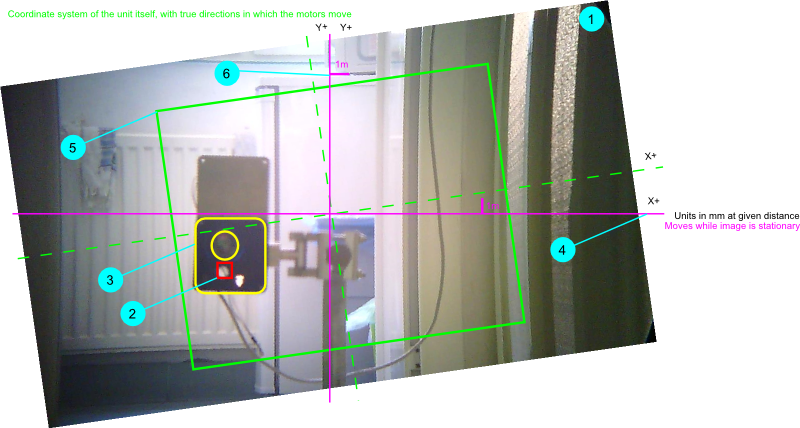 Coordinate system of the unit itself, with true directions in which the motors move
1
Y+ Y+
1m
6
5
X+
X+
Units in mm at given distance
Moves while image is stationary
4
3
2